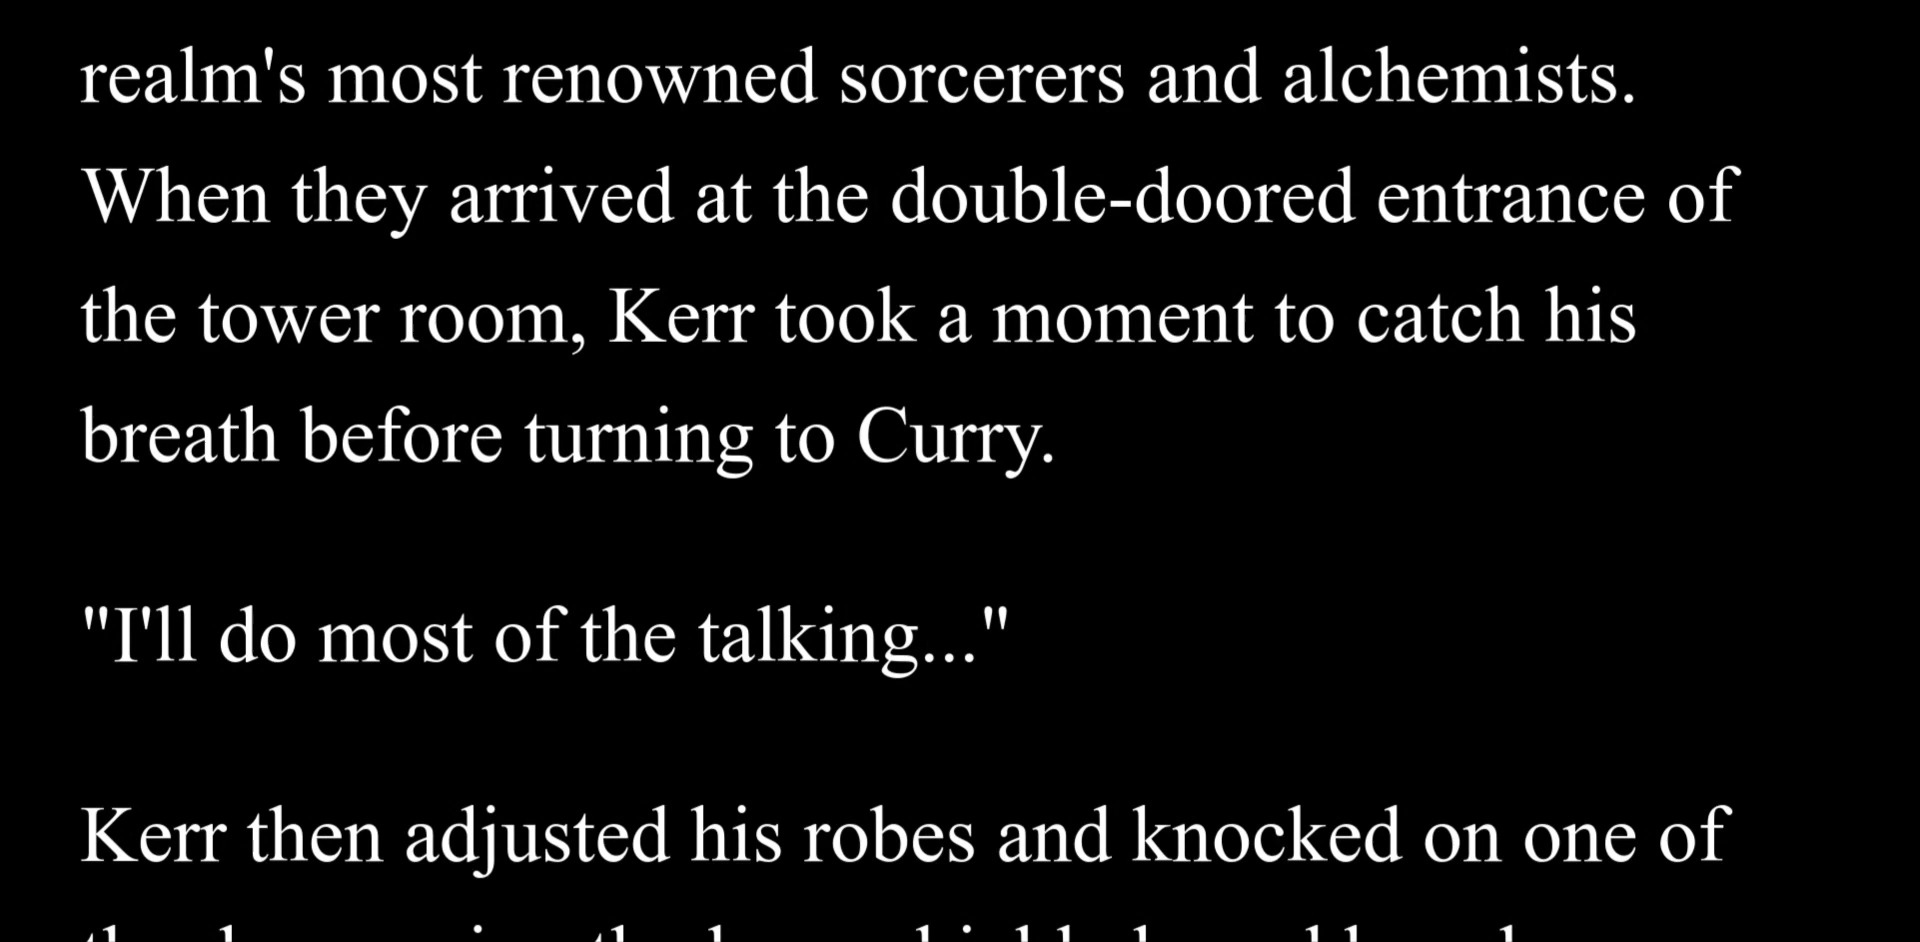 realm's most renowned sorcerers and alchemists.
When they arrived at the double-doored entrance of
the tower room, Kerr took a moment to catch his
breath before turning to Curry.
"I'll do most of the talking..."
Kerr then adjusted his robes and knocked on one of